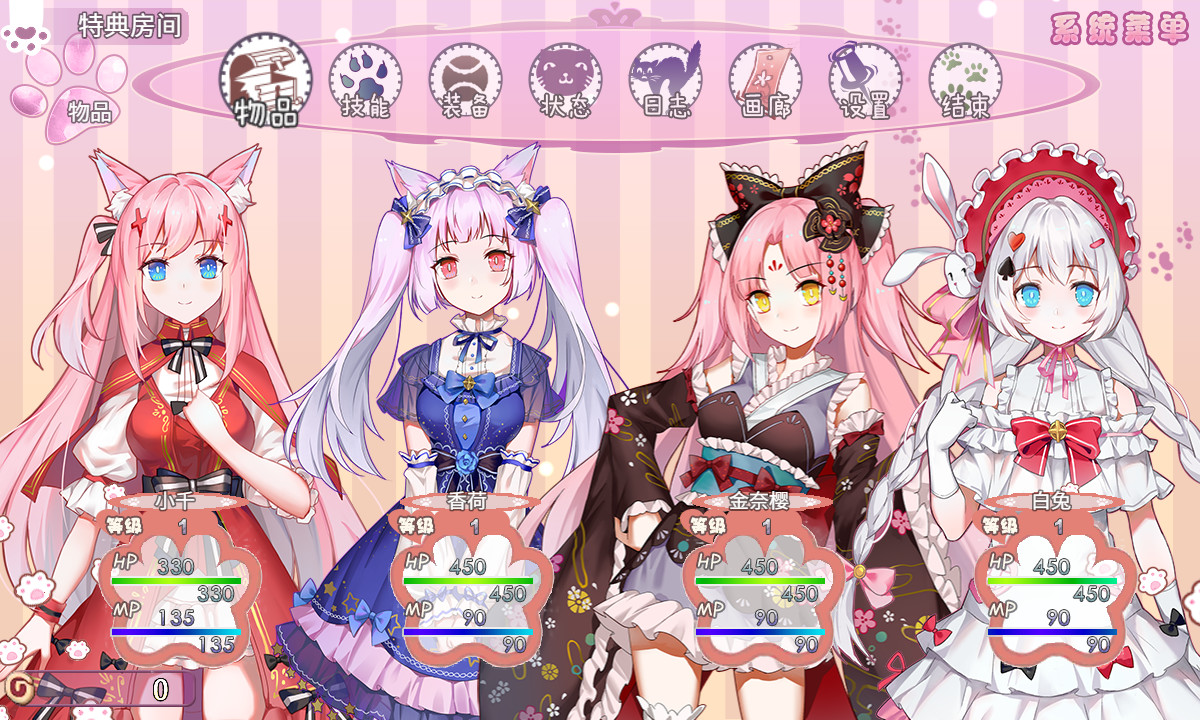 特典房间
系统菜单
物品
物品
技能
装备
状态
日志
画廊
设置
结束
小千
等级 1
HP 330
330
MP 135
135
香荷
等级 1
HP 450
450
MP 90
90
金奈樱
等级 1
HP 450
450
MP 90
90
白兔
等级 1
HP 450
450
MP 90
90
0